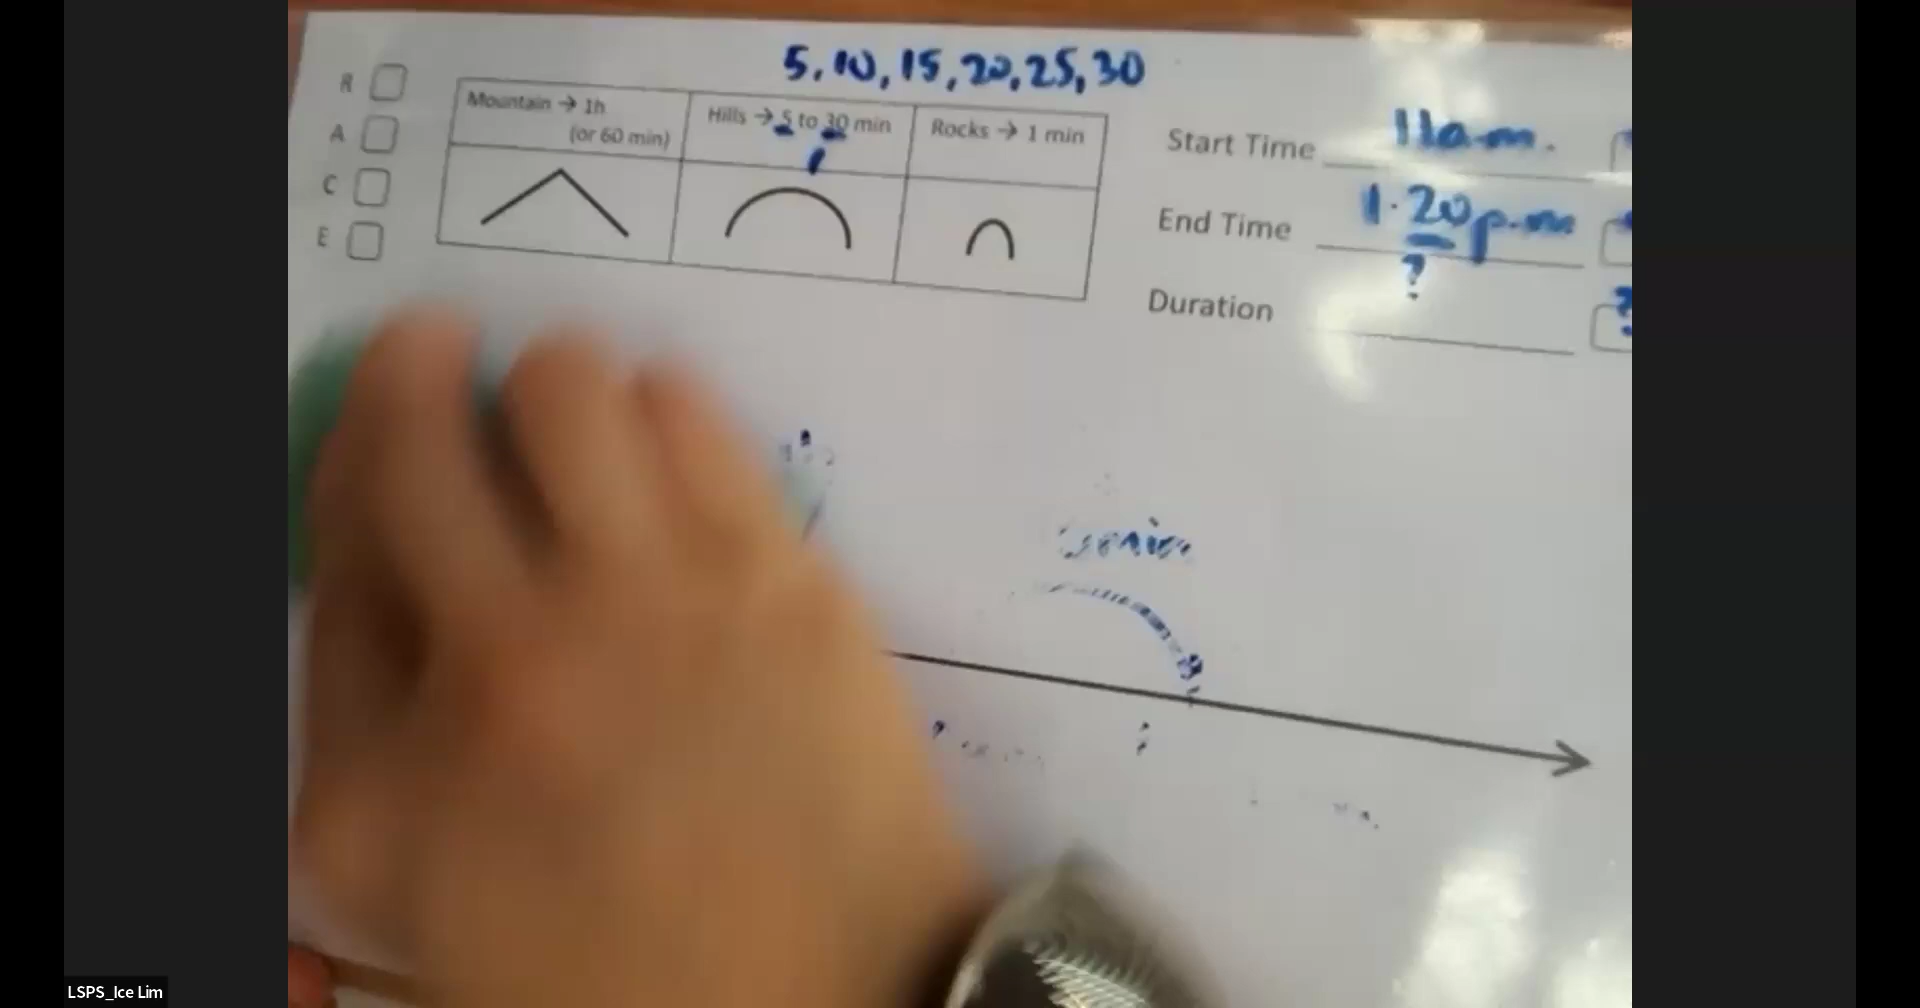 5, 10, 15, 20, 25, 30
R
A
C
E
Mountain → 1h
(or 60 min)
Hills → 5 to 30 min
Rocks → 1 min
Start Time 11a.m.
End Time 1.20p.m
?
Duration
?
LSPS_Ice Lim